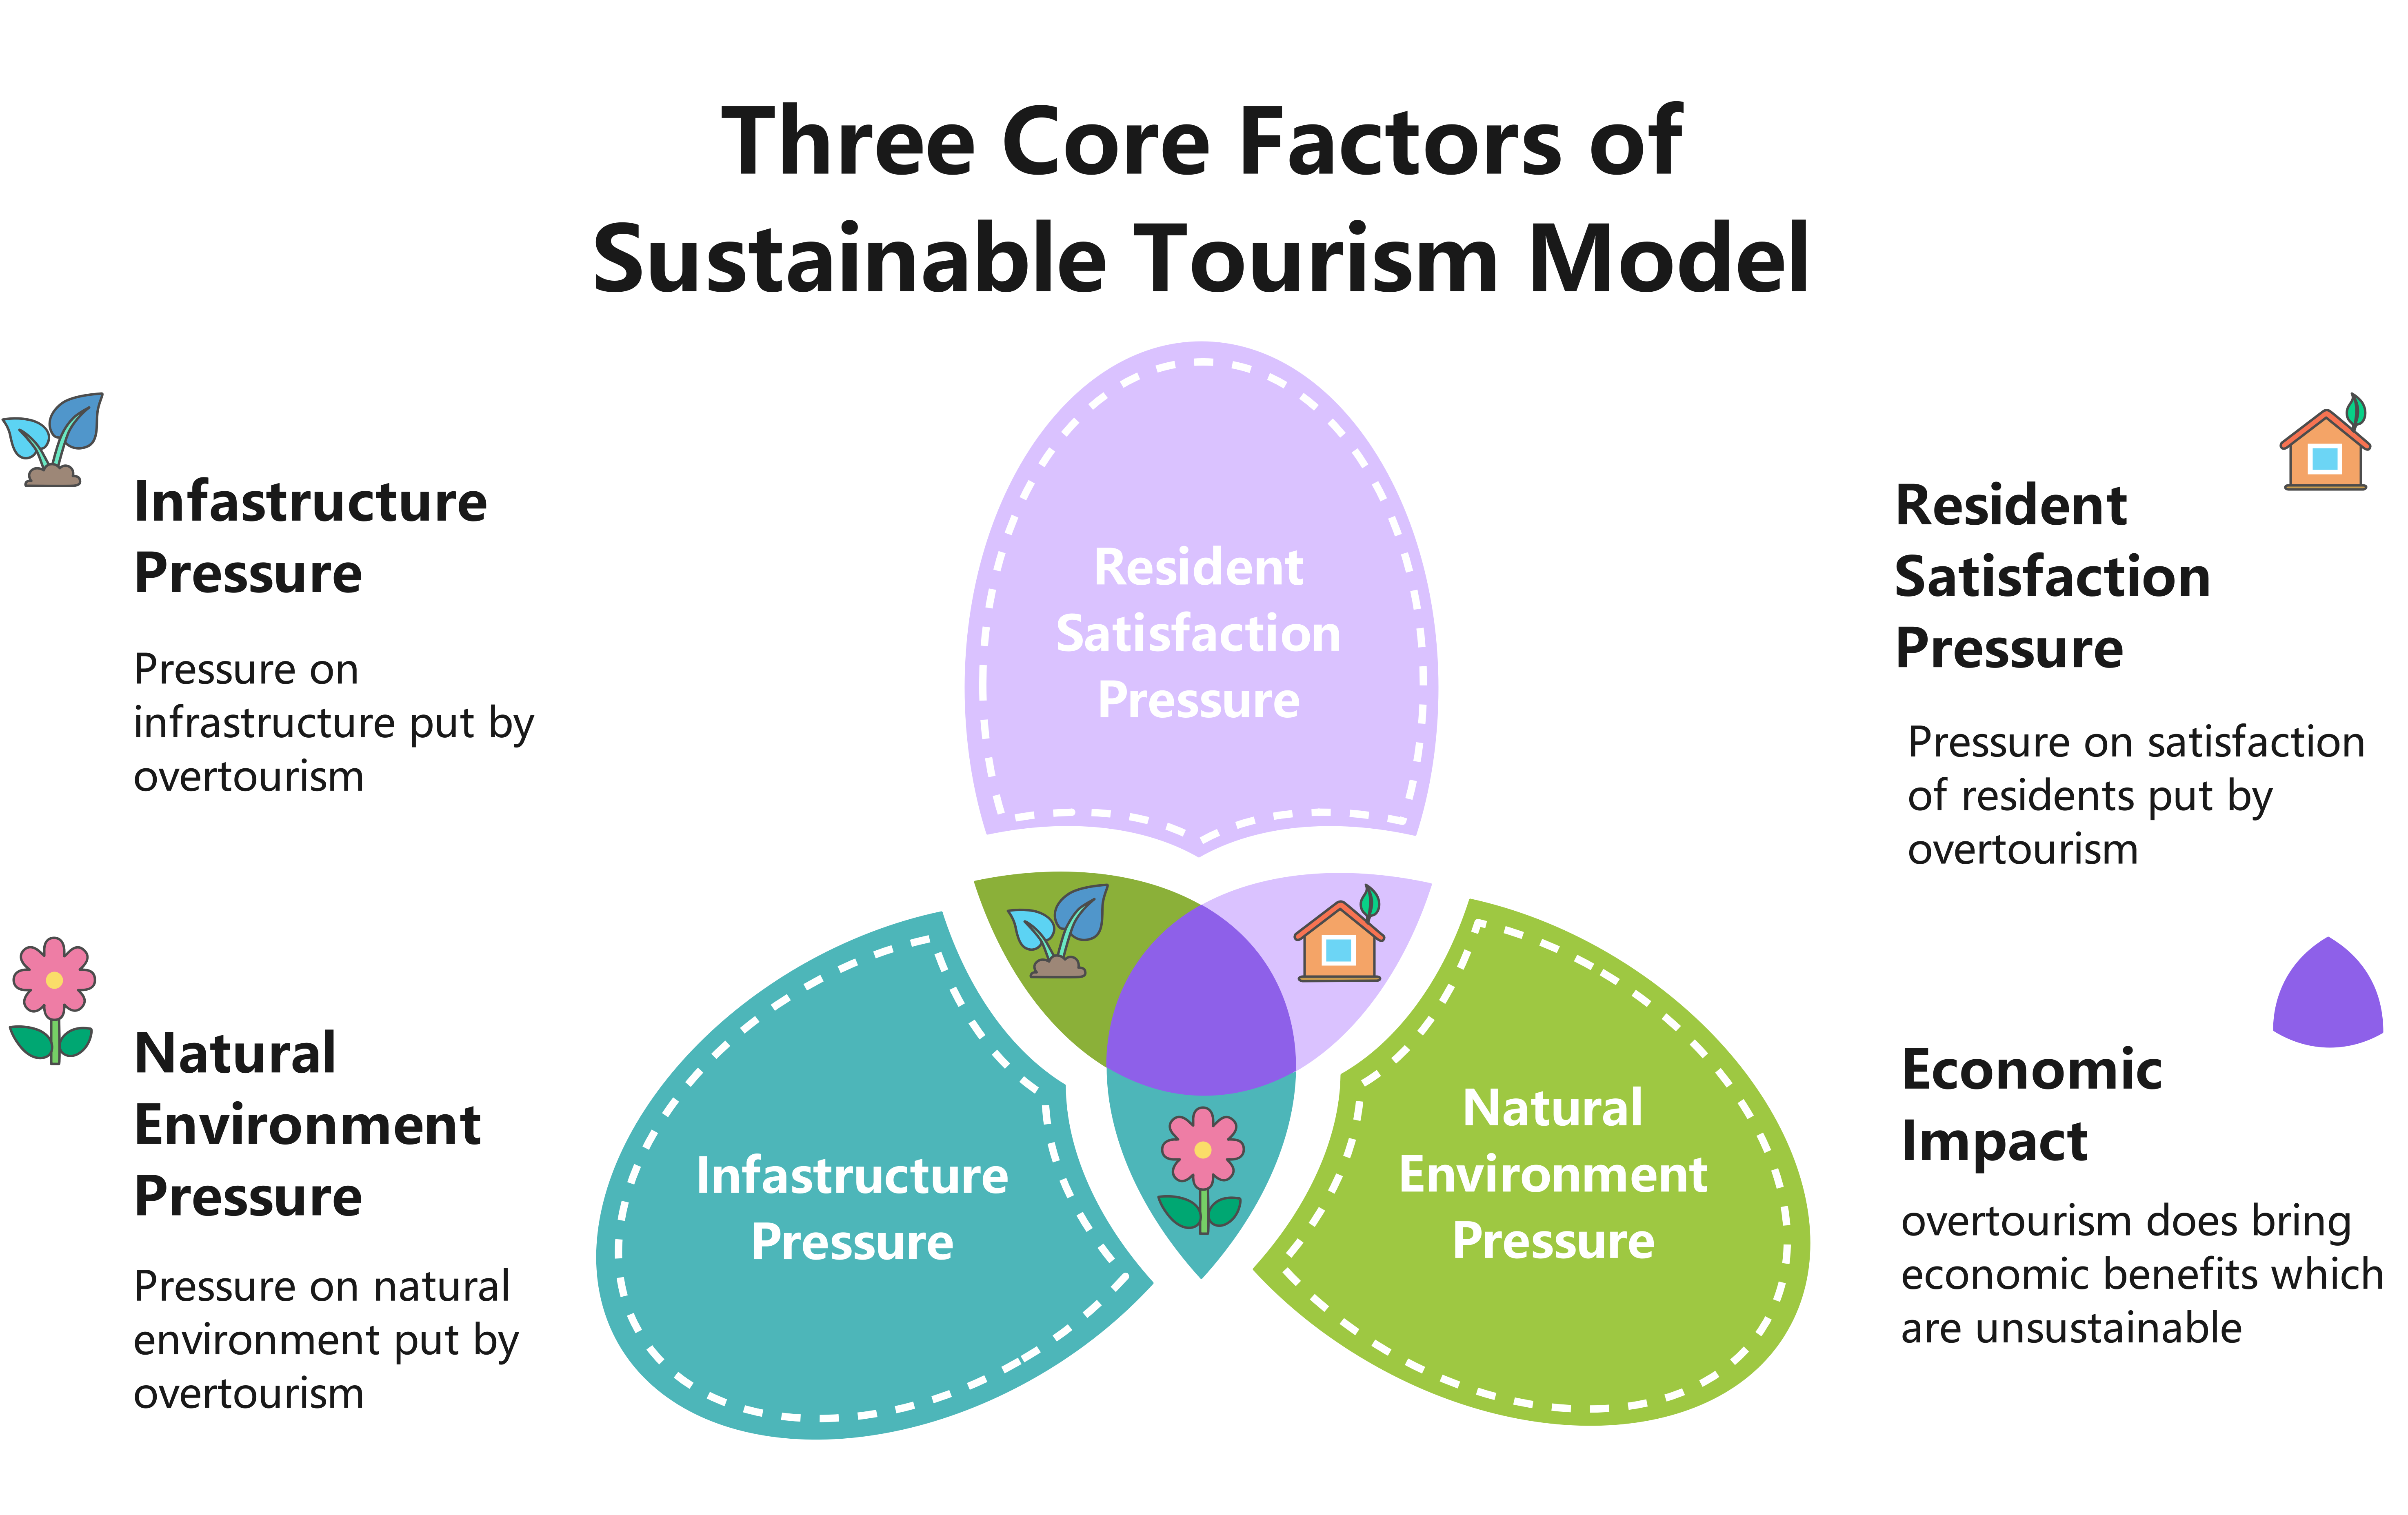 Three Core Factors of
Sustainable Tourism Model
Infastructure
Pressure
Pressure on
infrastructure put by
overtourism
Natural
Environment
Pressure
Pressure on natural
environment put by
overtourism
Resident
Satisfaction
Pressure
Infastructure
Pressure
Natural
Environment
Pressure
Resident
Satisfaction
Pressure
Pressure on satisfaction
of residents put by
overtourism
Economic
Impact
overtourism does bring
economic benefits which
are unsustainable